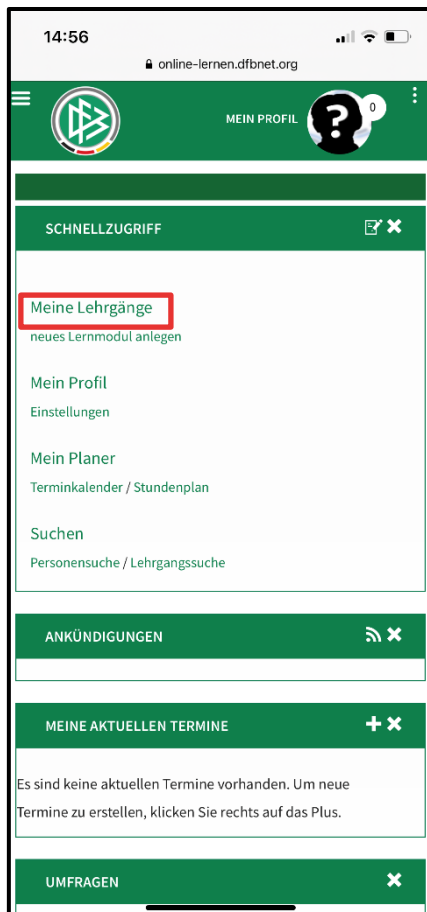 14:56
online-lernen.dfbnet.org
MEIN PROFIL
?
0
SCHNELLZUGRIFF
Meine Lehrgänge
neues Lernmodul anlegen
Mein Profil
Einstellungen
Mein Planer
Terminkalender / Stundenplan
Suchen
Personensuche / Lehrgangssuche
ANKÜNDIGUNGEN
MEINE AKTUELLEN TERMINE
Es sind keine aktuellen Termine vorhanden. Um neue
Termine zu erstellen, klicken Sie rechts auf das Plus.
UMFRAGEN